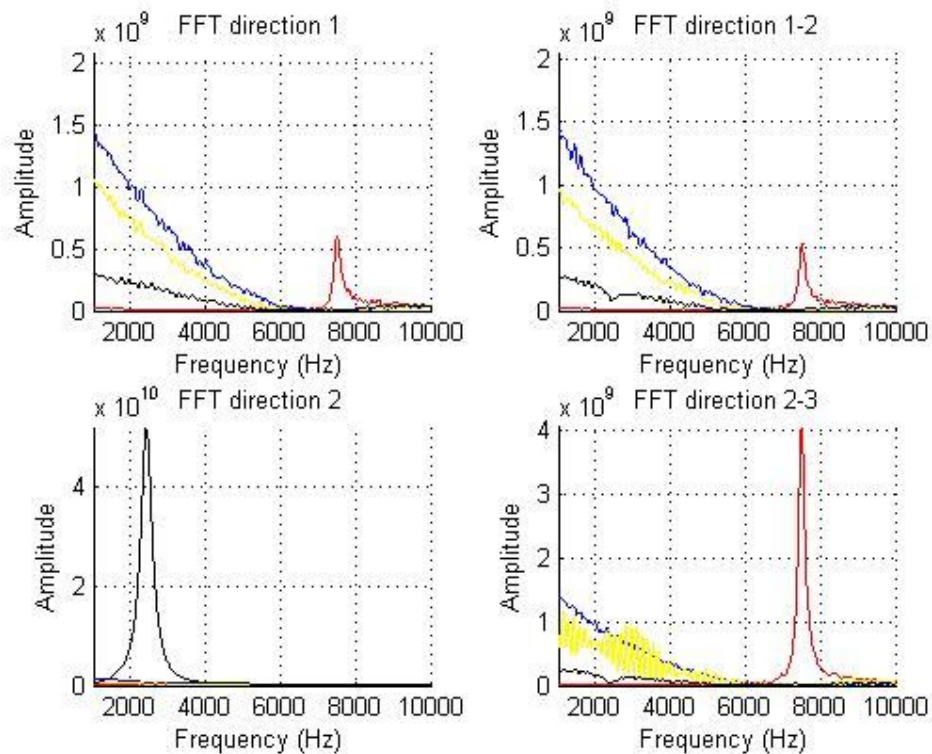 x 10^9 FFT direction 1
2
1.5
1
0.5
0
Amplitude
2000 4000 6000 8000 10000
Frequency (Hz)
x 10^9 FFT direction 1-2
2
1.5
1
0.5
0
Amplitude
2000 4000 6000 8000 10000
Frequency (Hz)
x 10^10 FFT direction 2
4
2
0
Amplitude
2000 4000 6000 8000 10000
Frequency (Hz)
x 10^9 FFT direction 2-3
4
3
2
1
0
Amplitude
2000 4000 6000 8000 10000
Frequency (Hz)